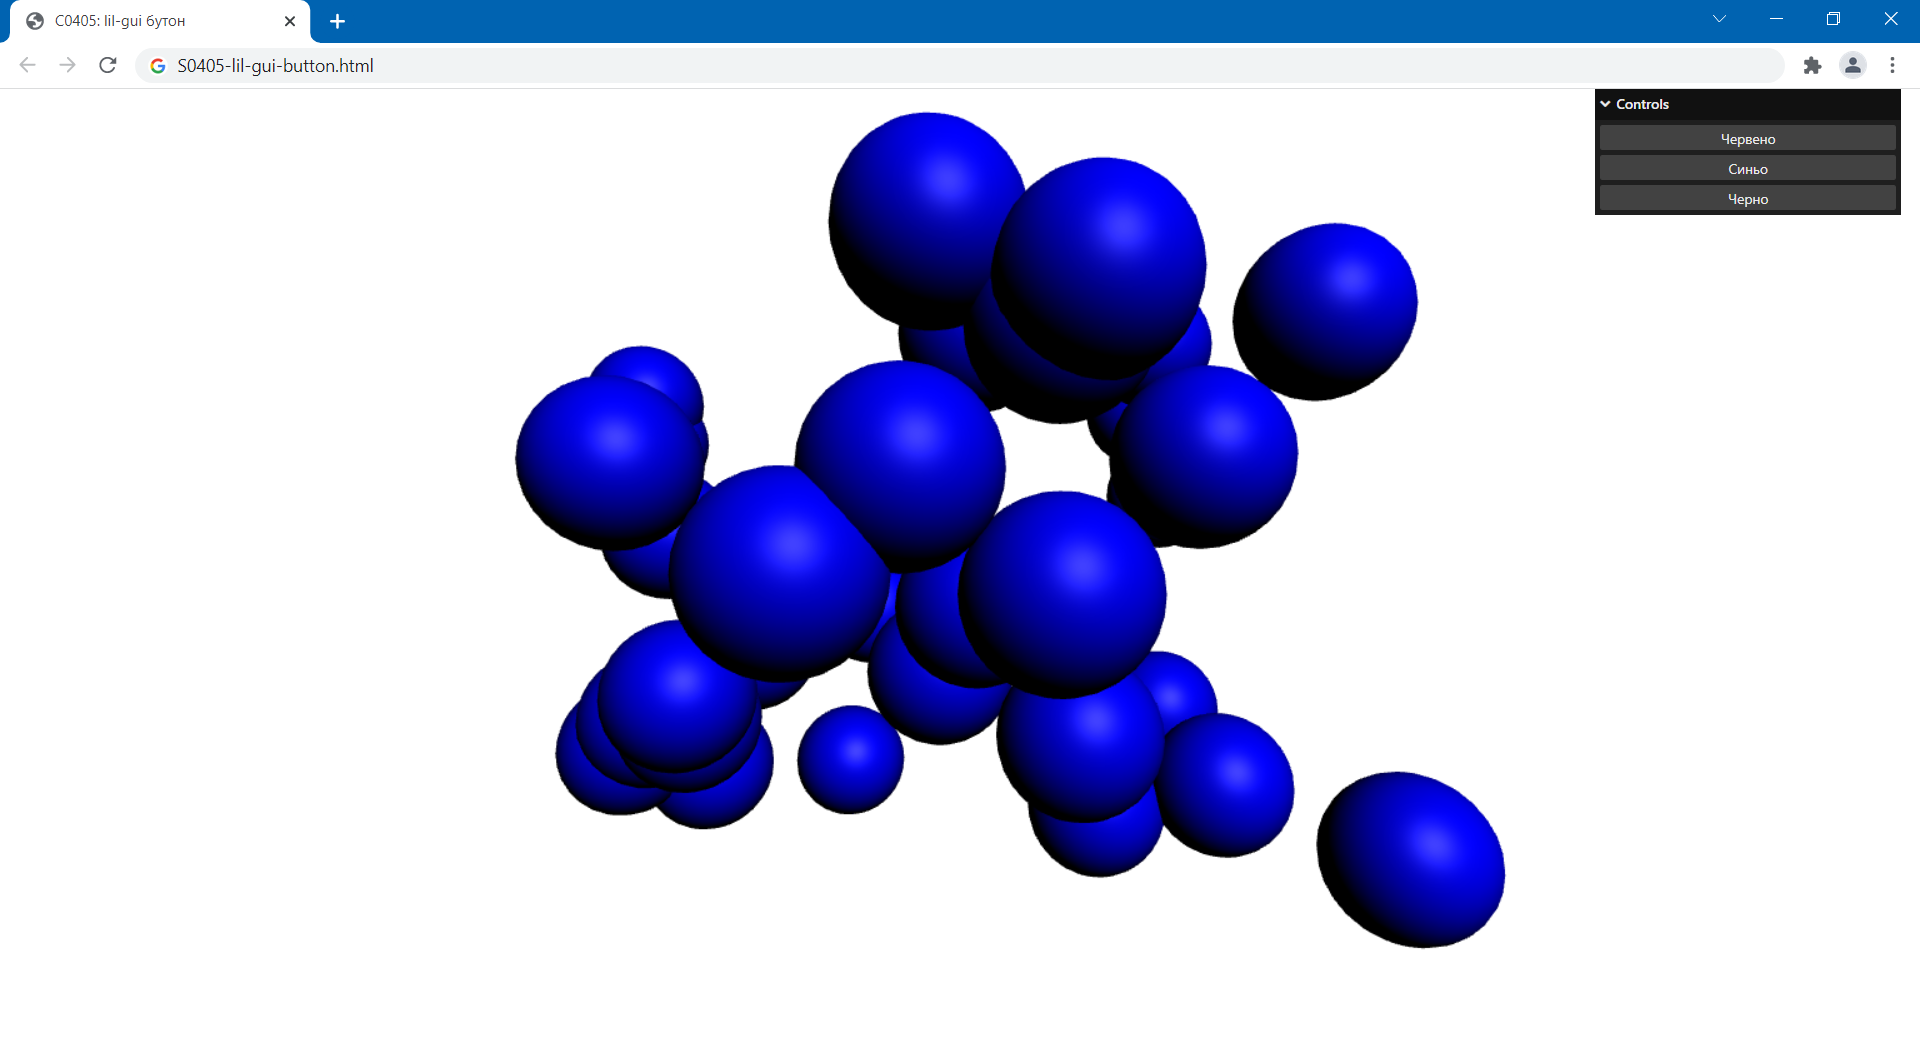 C0405: lil-gui бутон
S0405-lil-gui-button.html
Controls
Червено
Синьо
Черно